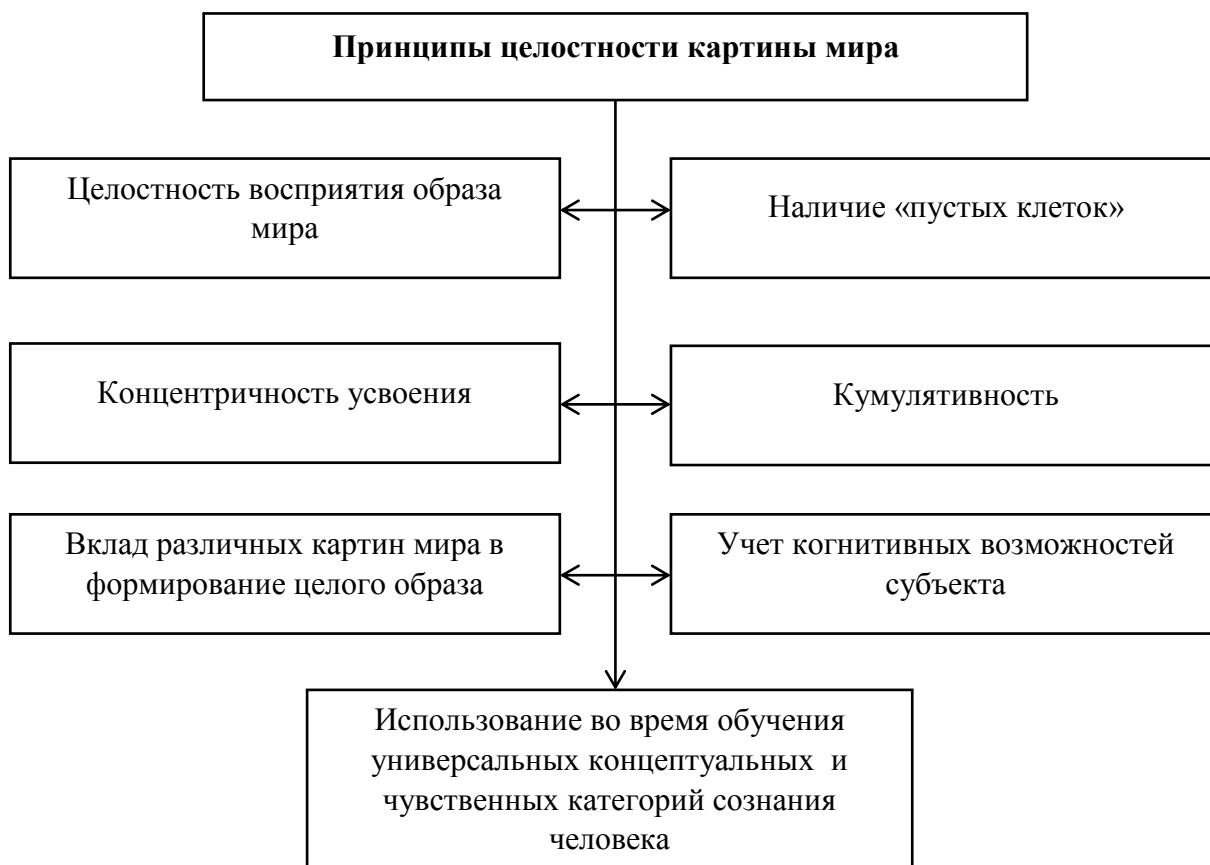 Принципы целостности картины мира
Целостность восприятия образа
мира
Наличие «пустых клеток»
Концентричность усвоения
Кумулятивность
Вклад различных картин мира в
формирование целого образа
Учет когнитивных возможностей
субъекта
Использование во время обучения
универсальных концептуальных и
чувственных категорий сознания
человека